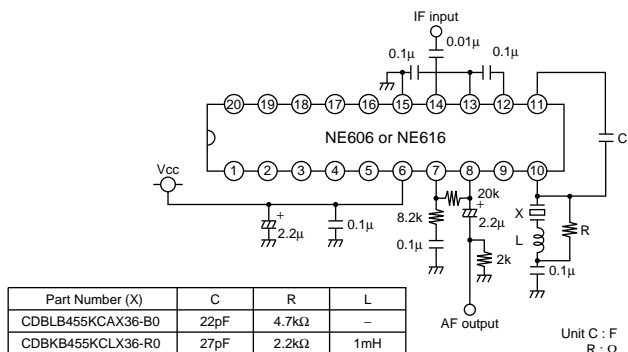 IF input
0.01μ
0.1μ
0.1μ
20 19 18 17 16 15 14 13 12 11
NE606 or NE616
C
1 2 3 4 5 6 7 8 9 10
Vcc
+
2.2μ
0.1μ
20k
8.2k
+
2.2μ
0.1μ
2k
X
L
R
0.1μ
AF output
Part Number (X) C R L
CDBLB455KCAX36-B0 22pF 4.7kΩ –
CDBKB455KCLX36-R0 27pF 2.2kΩ 1mH
Unit C : F
R : Ω